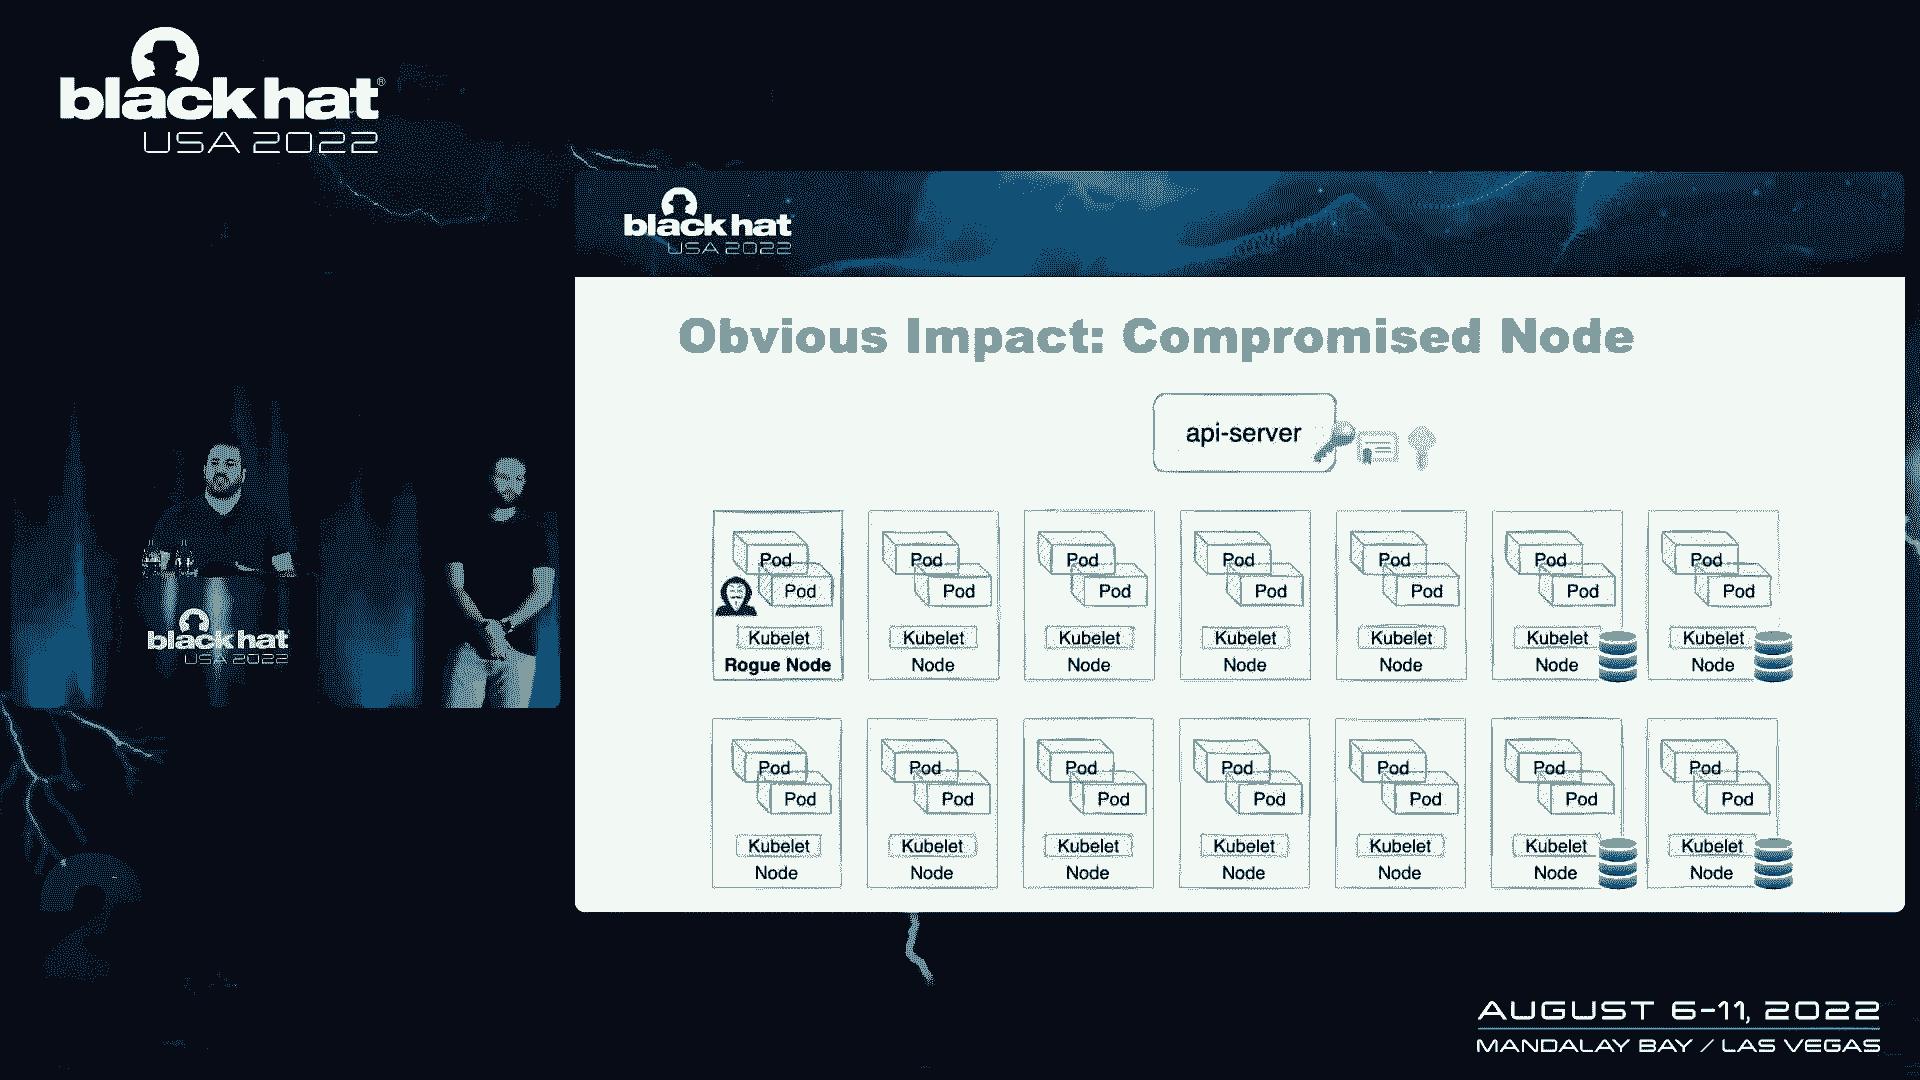 black hat®
USA 2022
black hat
USA 2022
Obvious Impact: Compromised Node
api-server
Pod Pod Pod Pod Pod Pod Pod
Pod Pod Pod Pod Pod Pod Pod
Kubelet Kubelet Kubelet Kubelet Kubelet Kubelet Kubelet
Rogue Node Node Node Node Node Node Node
Pod Pod Pod Pod Pod Pod Pod
Pod Pod Pod Pod Pod Pod Pod
Kubelet Kubelet Kubelet Kubelet Kubelet Kubelet Kubelet
Node Node Node Node Node Node Node
black hat
USA 2022
2
AUGUST 6-11, 2022
MANDALAY BAY / LAS VEGAS